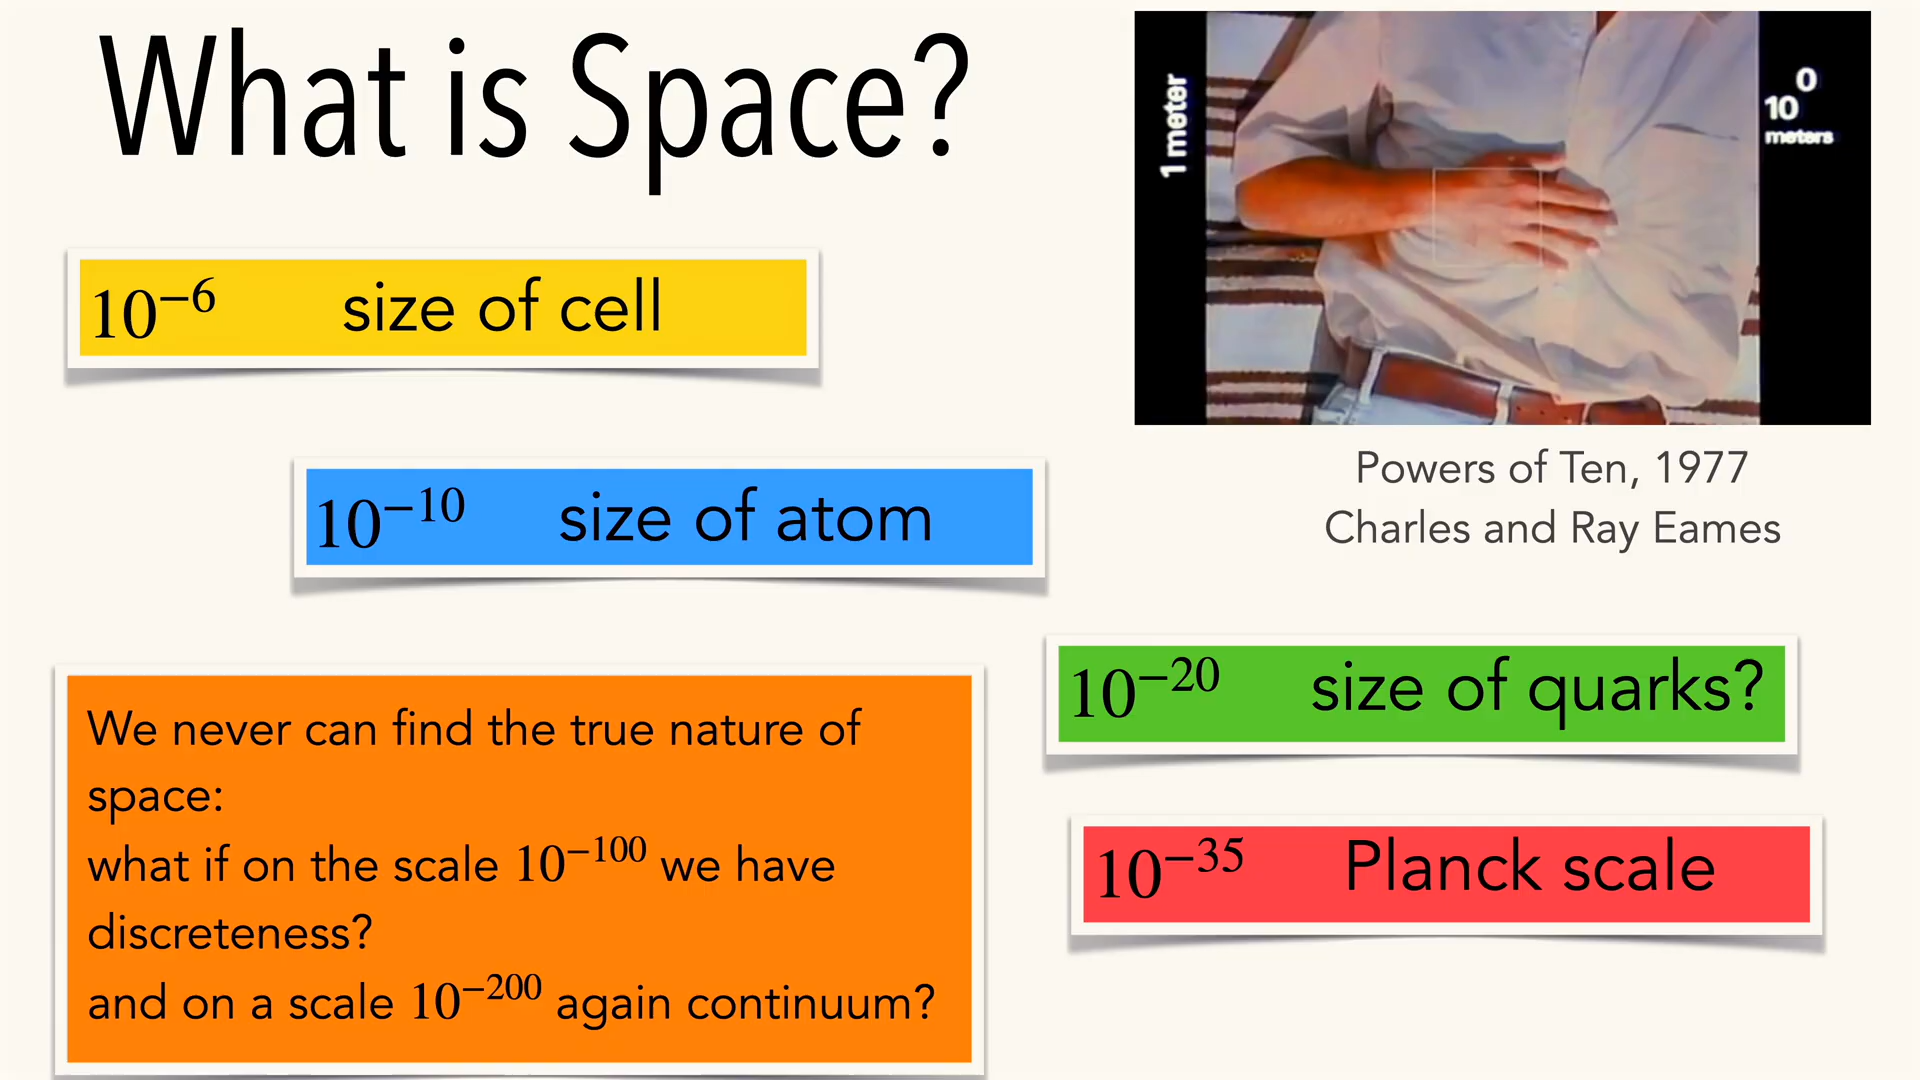 What is Space?
1 meter
10^0
meters
Powers of Ten, 1977
Charles and Ray Eames
10^{-6} size of cell
10^{-10} size of atom
10^{-20} size of quarks?
10^{-35} Planck scale
We never can find the true nature of
space:
what if on the scale 10^{-100} we have
discreteness?
and on a scale 10^{-200} again continuum?